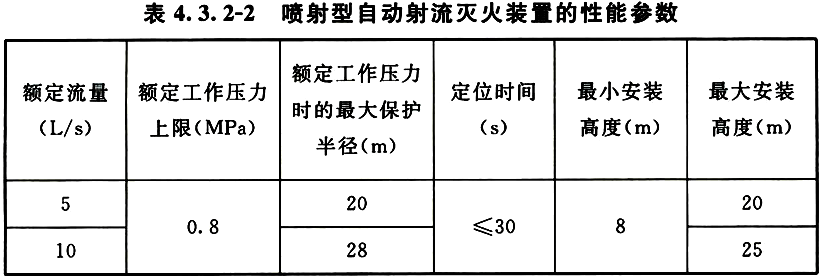 表 4.3.2-2 喷射型自动射流灭火装置的性能参数
额定流量
(L/s)
额定工作压力
上限(MPa)
额定工作压力
时的最大保护
半径(m)
定位时间
(s)
最小安装
高度(m)
最大安装
高度(m)
5
0.8
20
≤30
8
20
10
28
25